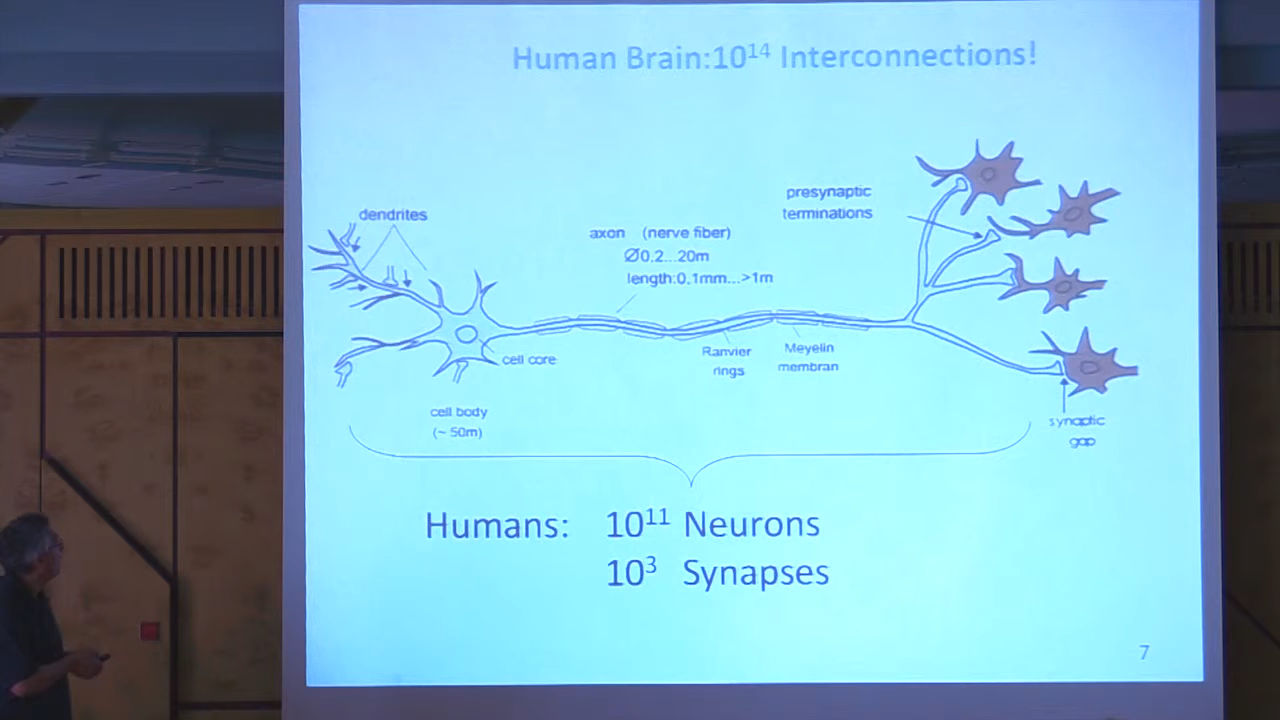 Human Brain:10¹⁴ Interconnections!
dendrites
axon (nerve fiber)
Ø0.2...20m
length:0.1mm...>1m
presynaptic
terminations
cell core
Ranvier
rings
Meyelin
membran
cell body
(~ 50m)
synaptic
gap
Humans: 10¹¹ Neurons
10³ Synapses
7